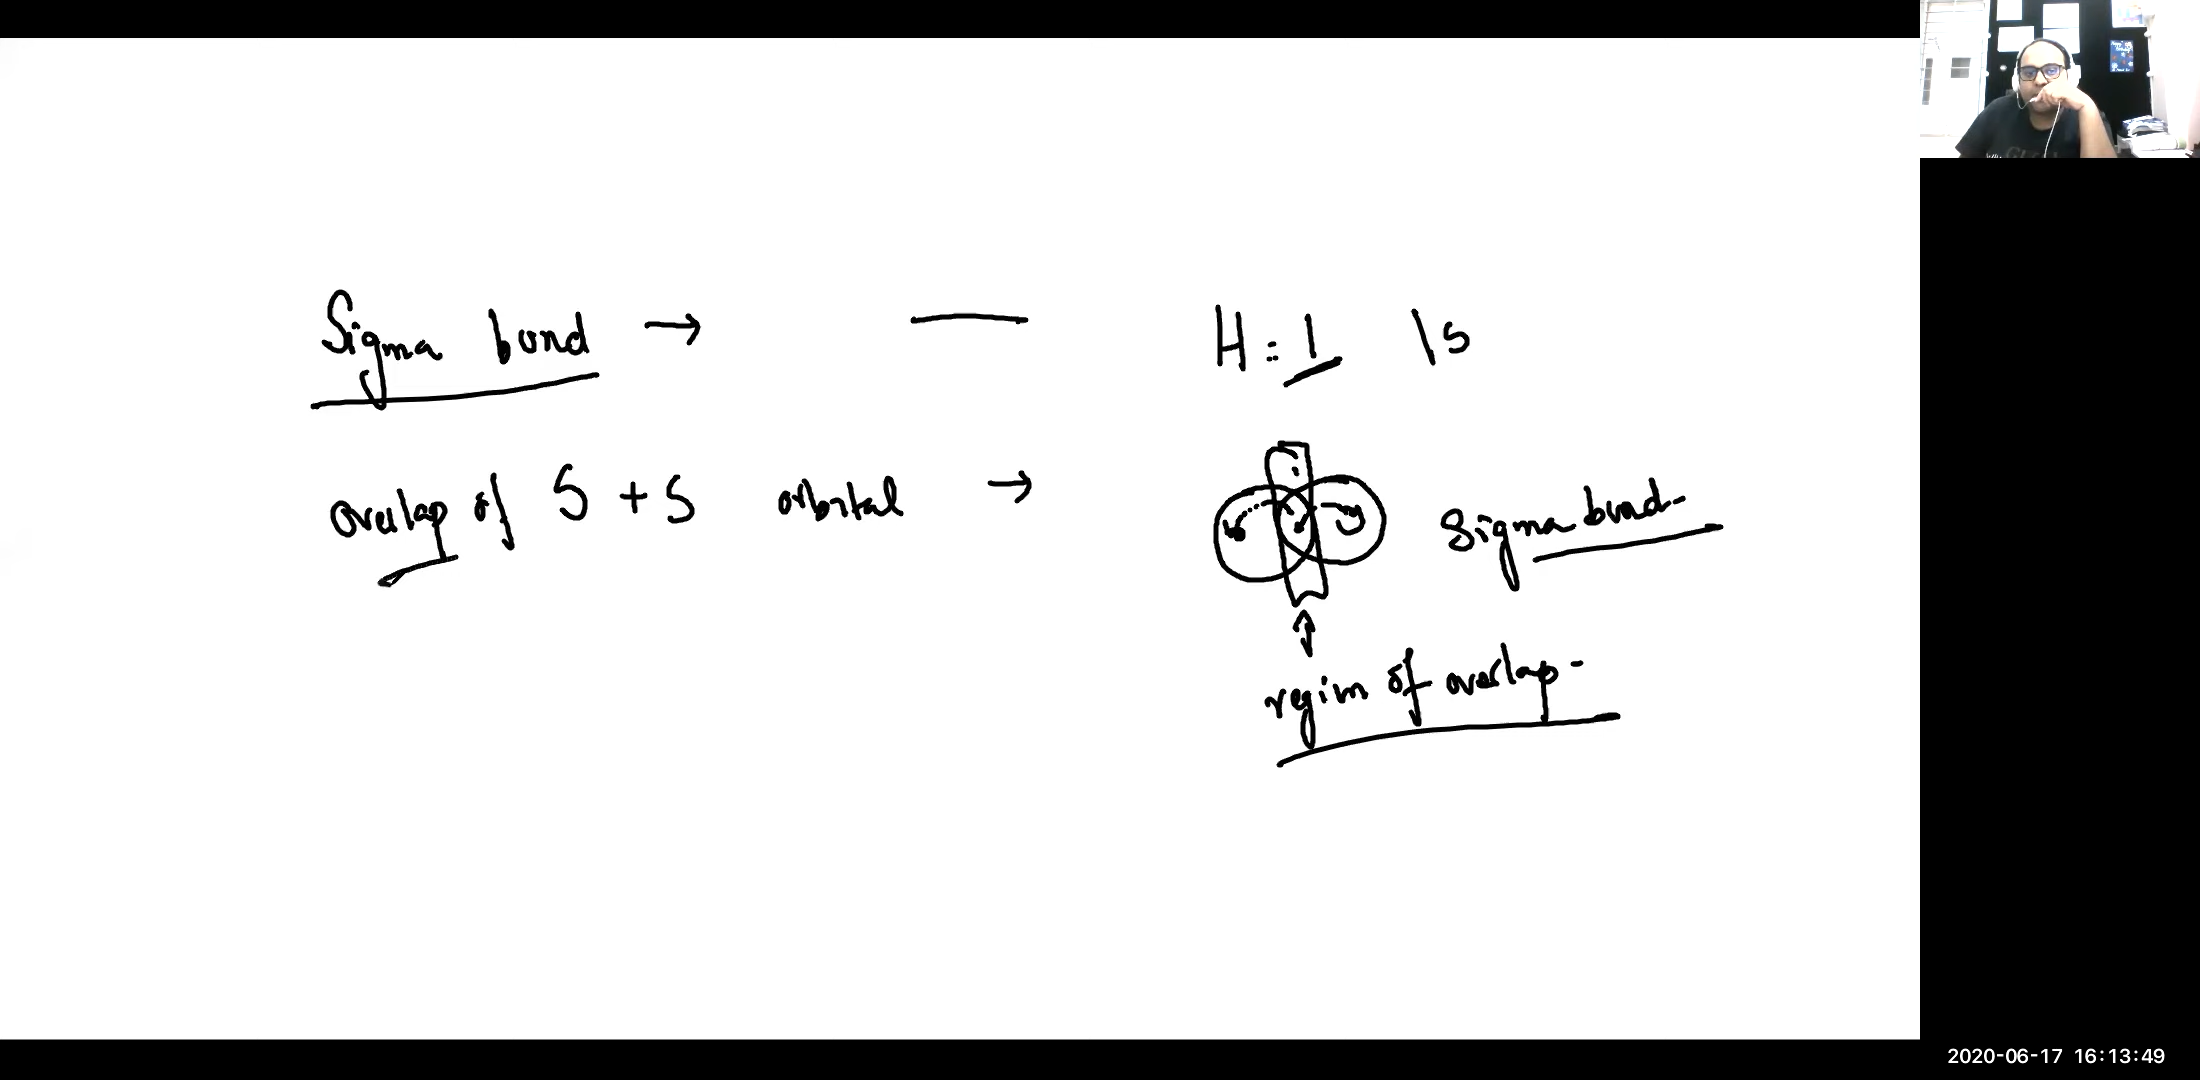 Sigma bond → — H = 1 1s
overlap of S + S orbital →
Sigma bond
region of overlap
2020-06-17 16:13:49